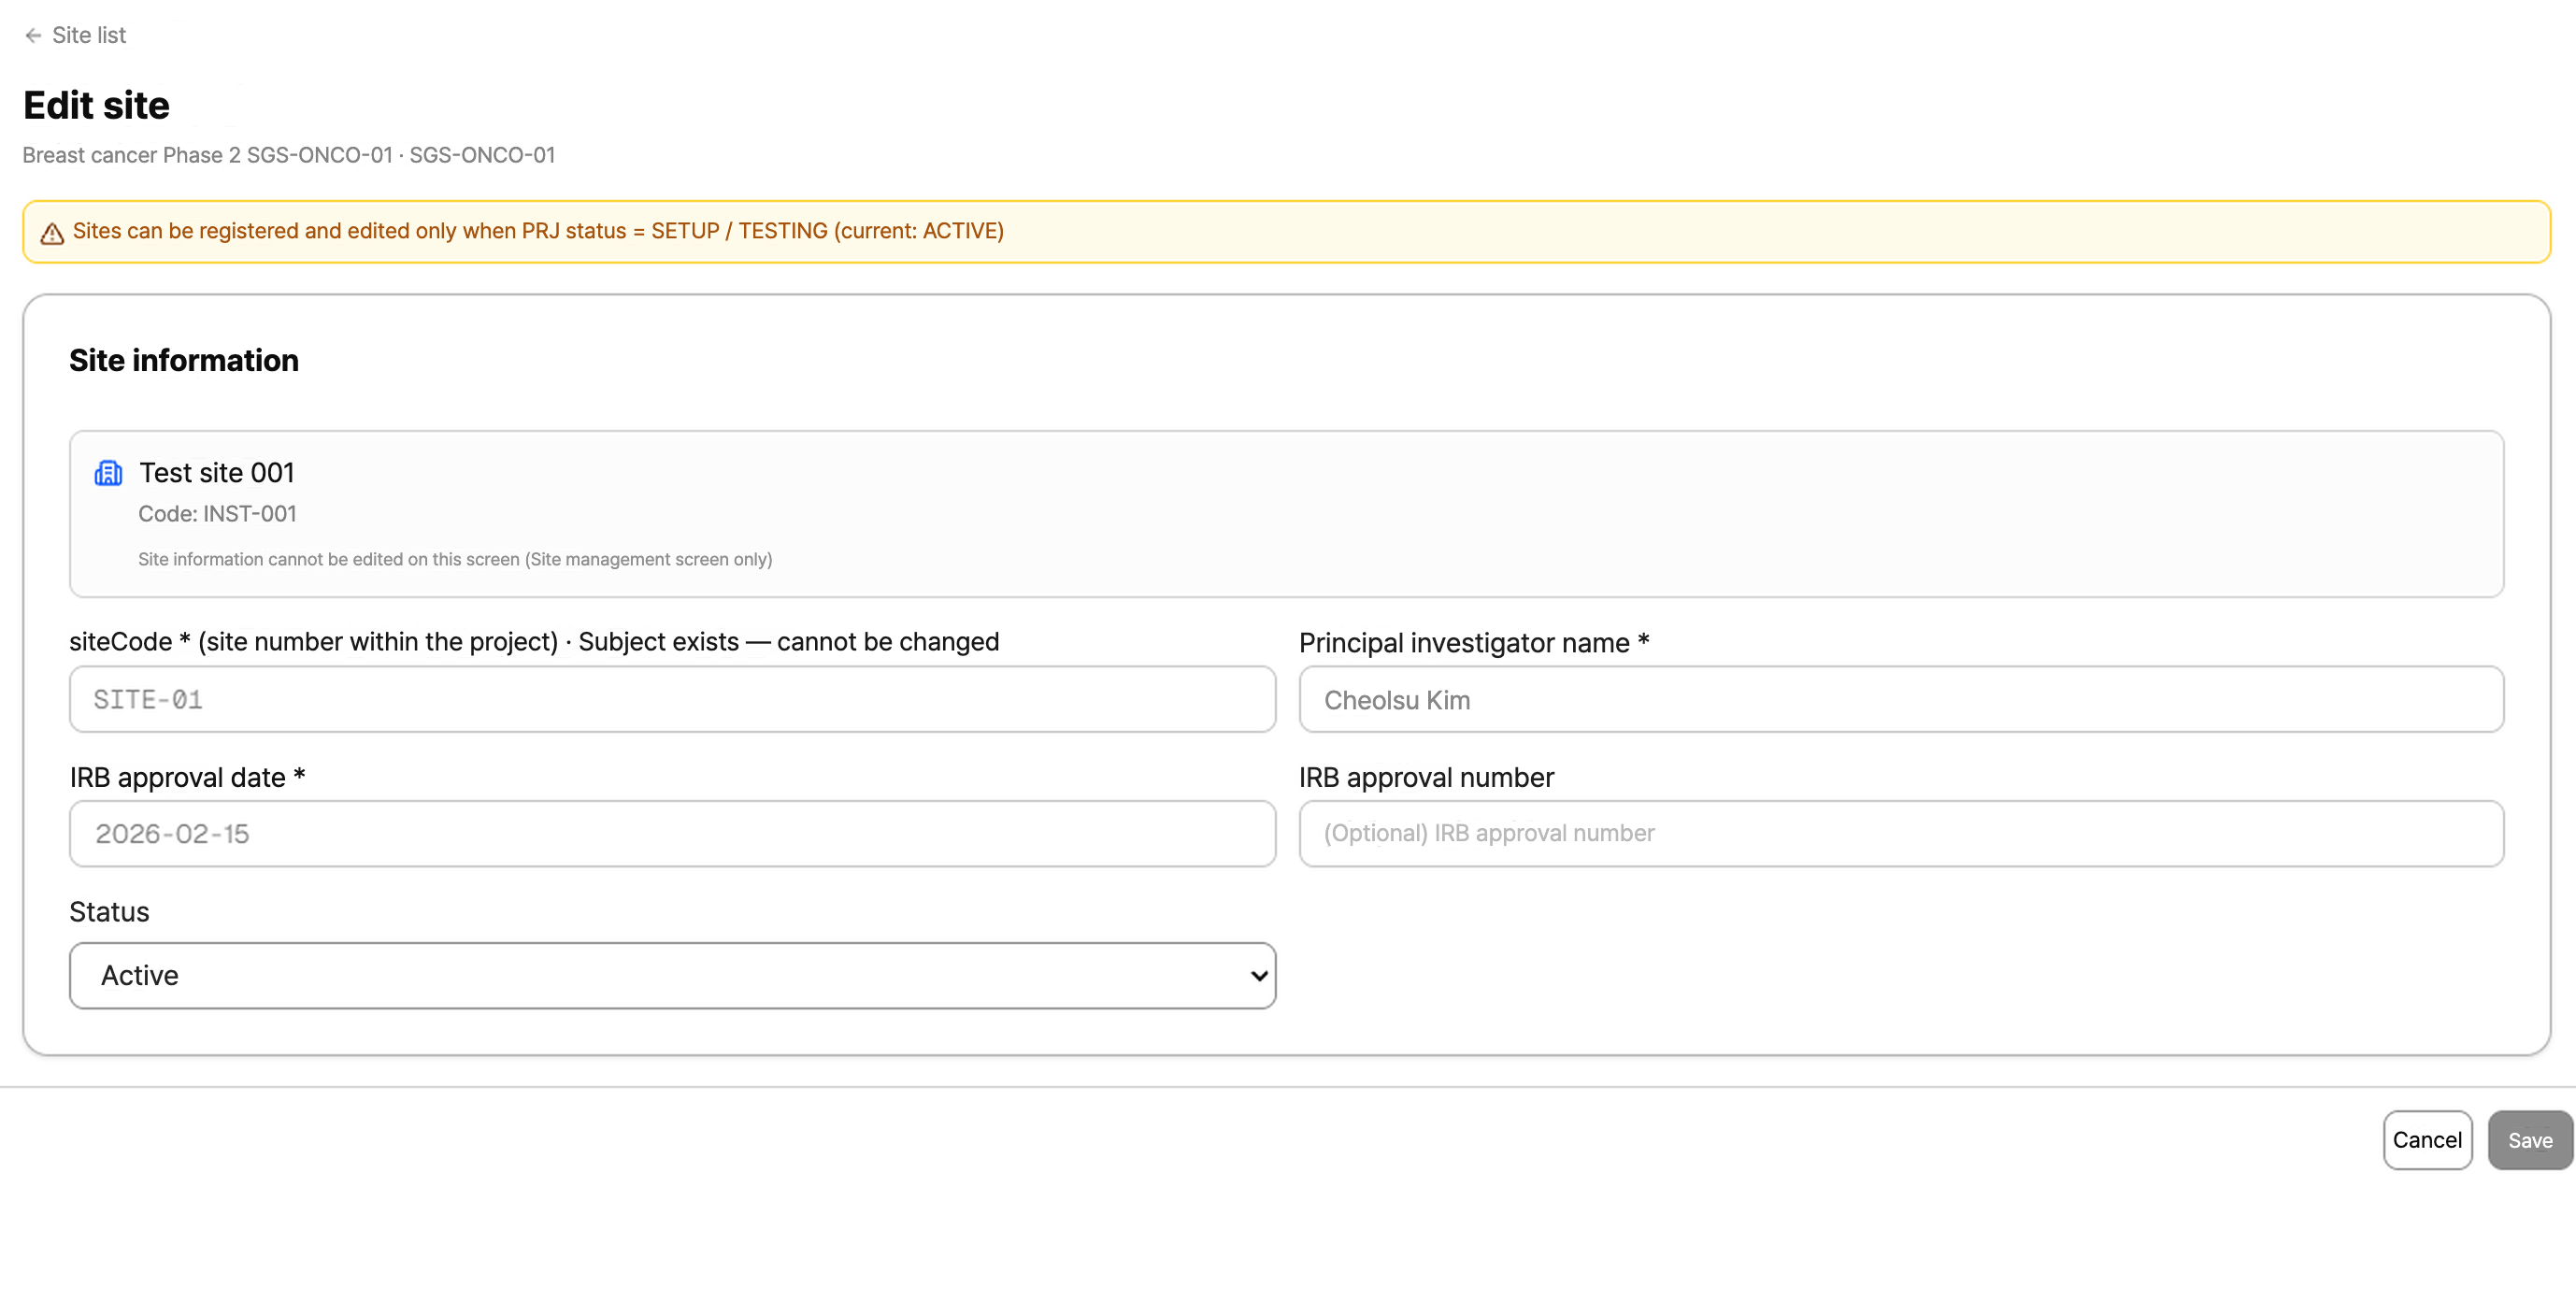 ← Site list
Edit site
Breast cancer Phase 2 SGS-ONCO-01 · SGS-ONCO-01
Sites can be registered and edited only when PRJ status = SETUP / TESTING (current: ACTIVE)
Site information
Test site 001
Code: INST-001
Site information cannot be edited on this screen (Site management screen only)
siteCode * (site number within the project) · Subject exists — cannot be changed
SITE-01
Principal investigator name *
Cheolsu Kim
IRB approval date *
2026-02-15
IRB approval number
(Optional) IRB approval number
Status
Active
Cancel
Save